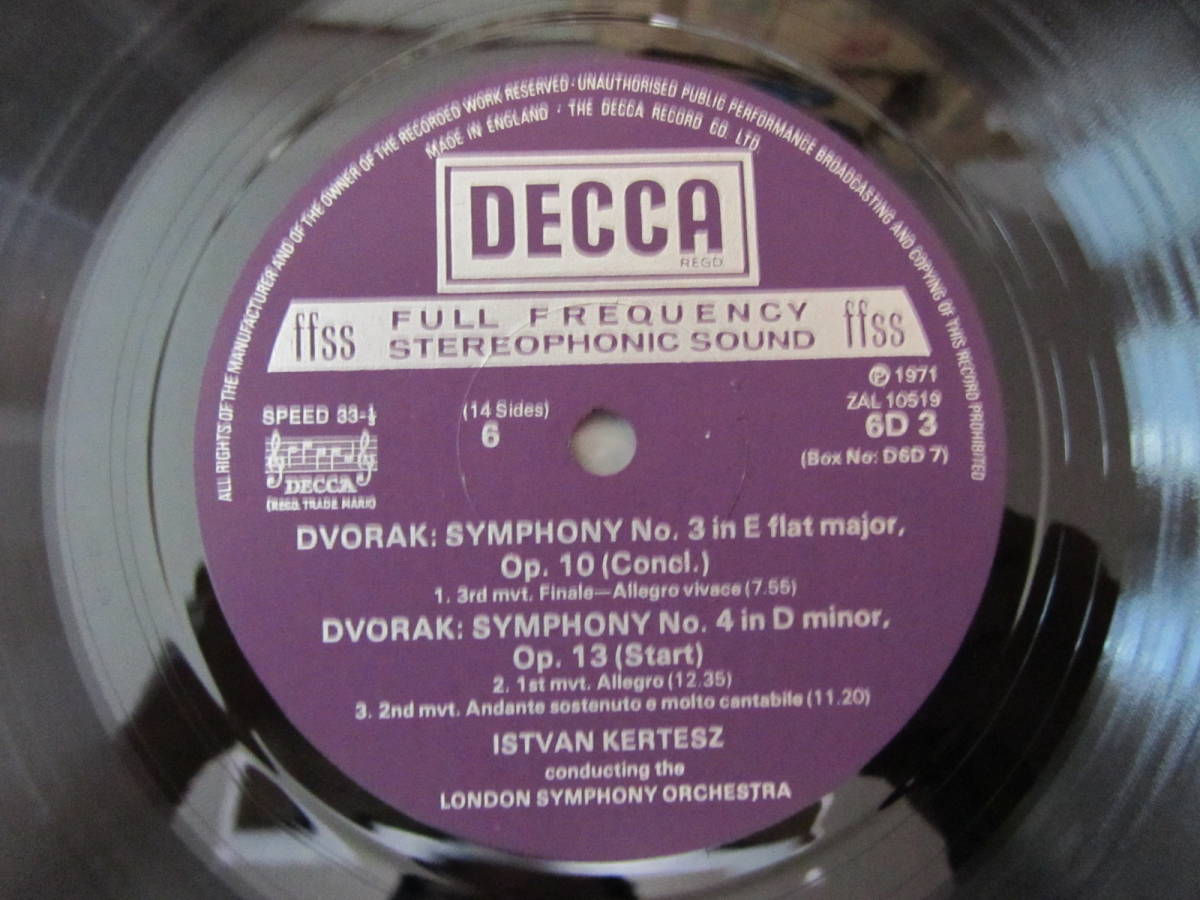 ALL RIGHTS OF THE MANUFACTURER AND OF THE OWNER OF THE RECORDED WORK RESERVED · UNAUTHORISED PUBLIC PERFORMANCE BROADCASTING AND COPYING OF THIS RECORD PROHIBITED
MADE IN ENGLAND · THE DECCA RECORD CO. LTD
DECCA
REGD.
ffss FULL FREQUENCY ffss
STEREOPHONIC SOUND
℗ 1971
SPEED 33-⅓ (14 Sides) ZAL 10519
6 6D 3
DECCA (Box No: D6D 7)
(REGD. TRADE MARK)
DVORAK: SYMPHONY No. 3 in E flat major,
Op. 10 (Concl.)
1. 3rd mvt. Finale—Allegro vivace (7.55)
DVORAK: SYMPHONY No. 4 in D minor,
Op. 13 (Start)
2. 1st mvt. Allegro (12.35)
3. 2nd mvt. Andante sostenuto e molto cantabile (11.20)
ISTVAN KERTESZ
conducting the
LONDON SYMPHONY ORCHESTRA